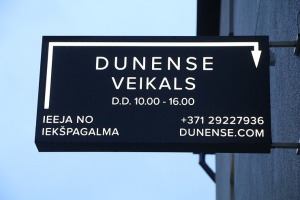 DUNENSE
VEIKALS
D.D. 10.00 - 16.00
IEEJA NO
IEKŠPAGALMA
+371 29227936
DUNENSE.COM